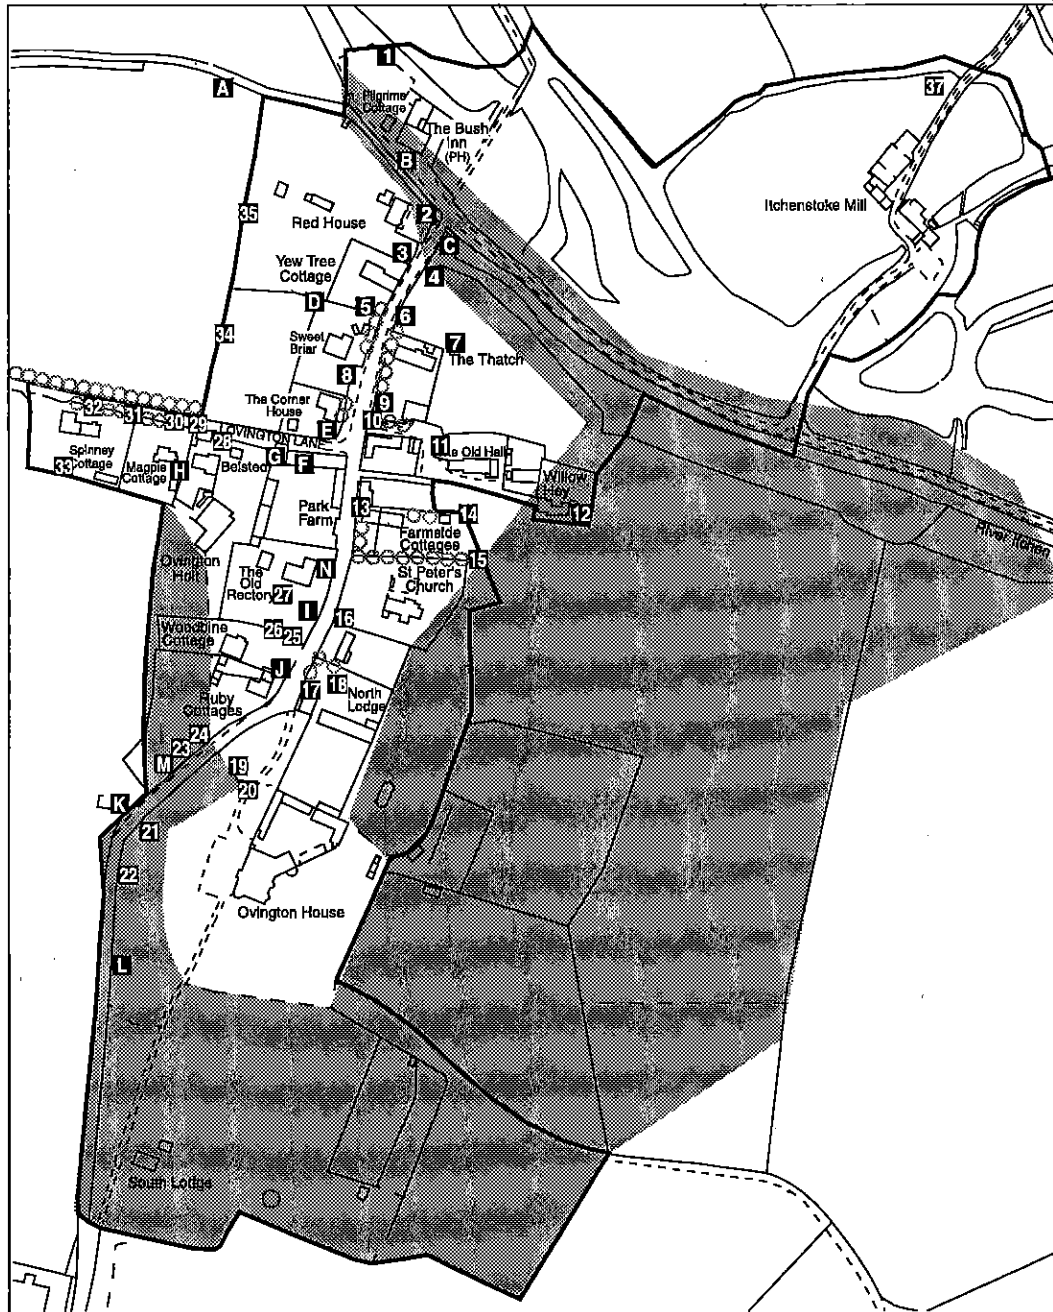 1
37
A
Pilgrims
Cottage
The Bush
Inn
(PH)
B
Itchenstoke Mill
35
2
Red House
3
C
Yew Tree
Cottage
4
D
5
6
34
Sweet
Briar
7
The Thatch
8
The Corner
House
9
32
31
30
29
10
E
28
LOVINGTON LANE
11
The Old Hall
Spinney
Cottage
33
Magpie
Cottage
H
Belsted
G
F
Willow
12
Park
Farm
13
14
Farmside
Cottages
River Itchen
Ovington
N
15
The
Old
Rectory
27
St Peter's
Church
I
16
Woodbine
Cottage
26
25
J
17
18
North
Lodge
Ruby
Cottages
24
23
M
19
20
K
21
22
Ovington House
L
South Lodge